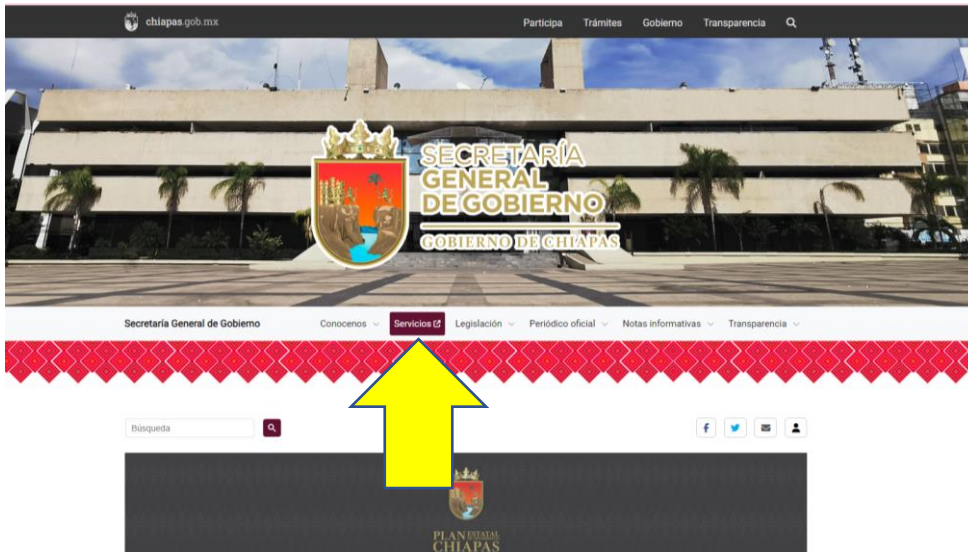 chiapas.gob.mx Participa Trámites Gobierno Transparencia
SECRETARÍA
GENERAL
DE GOBIERNO
GOBIERNO DE CHIAPAS
Secretaría General de Gobierno Conocenos Servicios Legislación Periódico oficial Notas informativas Transparencia
Búsqueda
PLAN ESTATAL
CHIAPAS